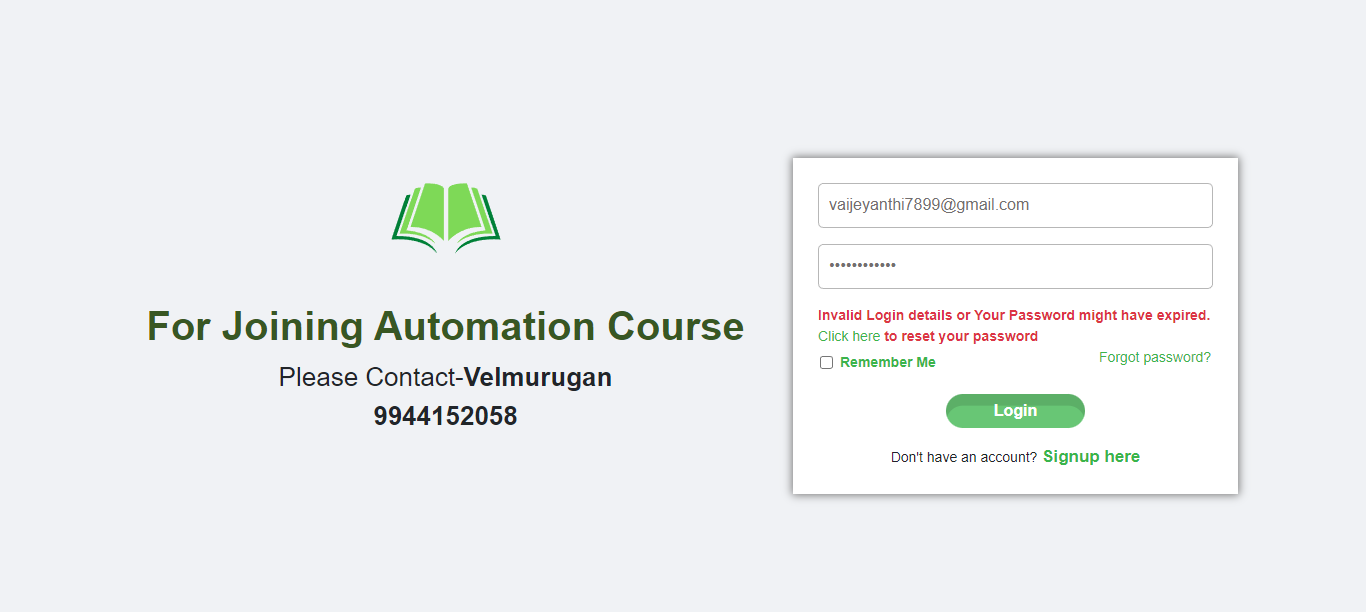 For Joining Automation Course
Please Contact-Velmurugan
9944152058
vaijeyanthi7899@gmail.com
••••••••••••
Invalid Login details or Your Password might have expired.
Click here to reset your password
Remember Me
Forgot password?
Login
Don't have an account? Signup here